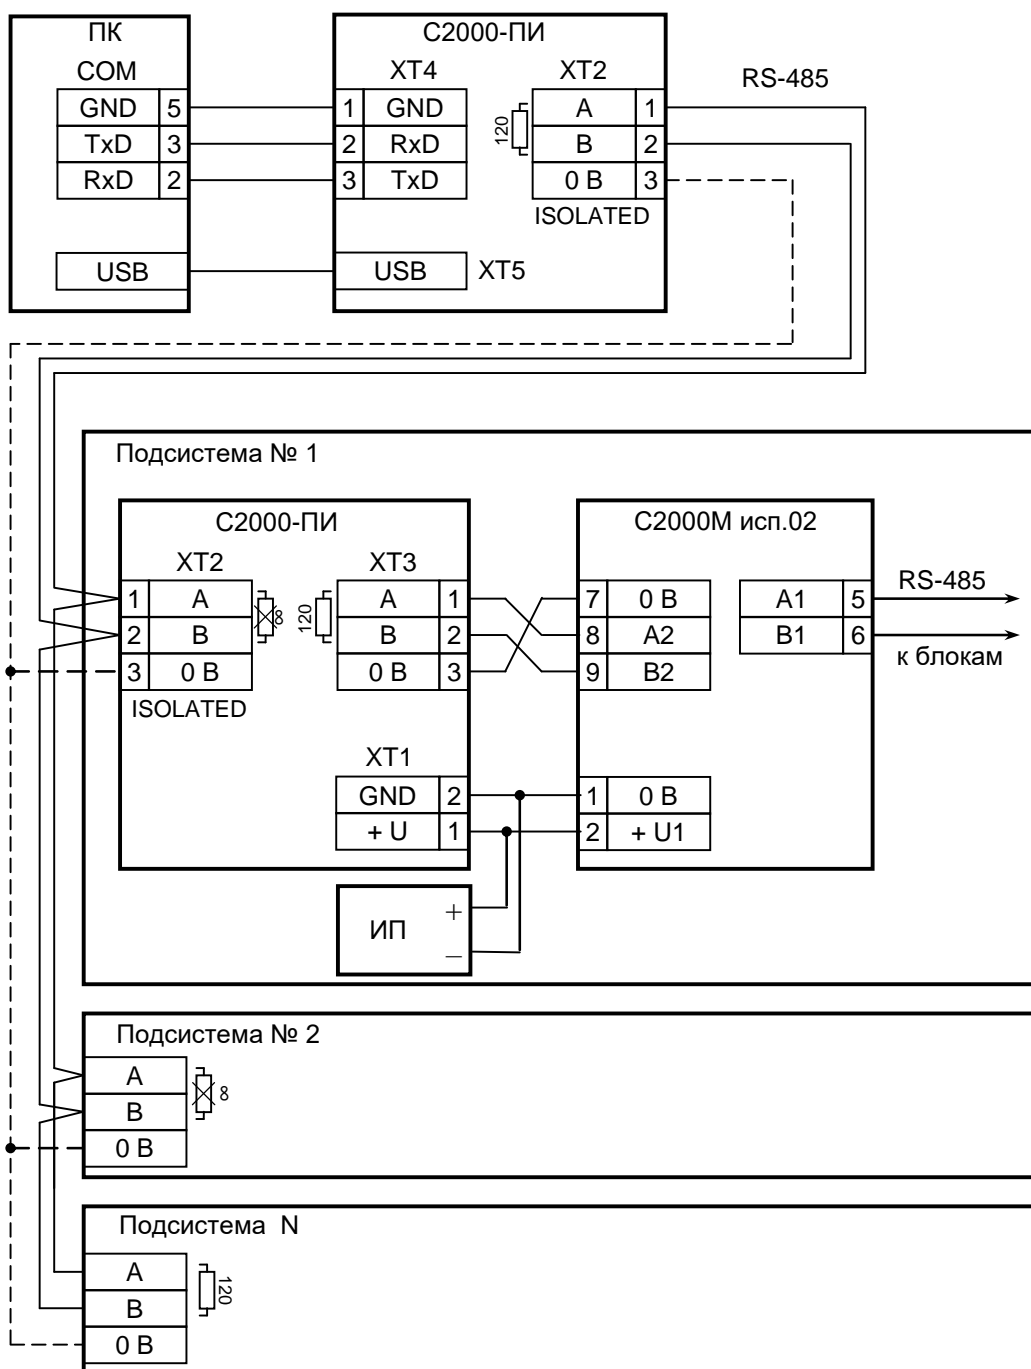 ПК
COM
GND 5
TxD 3
RxD 2
USB
С2000-ПИ
XT4
1 GND
2 RxD
3 TxD
USB XT5
120
XT2
A 1
B 2
0 В 3
ISOLATED
RS-485
Подсистема № 1
С2000-ПИ
XT2
1 A
2 B
3 0 В
ISOLATED
∞
120
XT3
A 1
B 2
0 В 3
XT1
GND 2
+ U 1
С2000М исп.02
7 0 В
8 A2
9 B2
A1 5
B1 6
RS-485
к блокам
1 0 В
2 + U1
ИП
+
–
Подсистема № 2
A
B
0 В
∞
Подсистема N
A
B
0 В
120